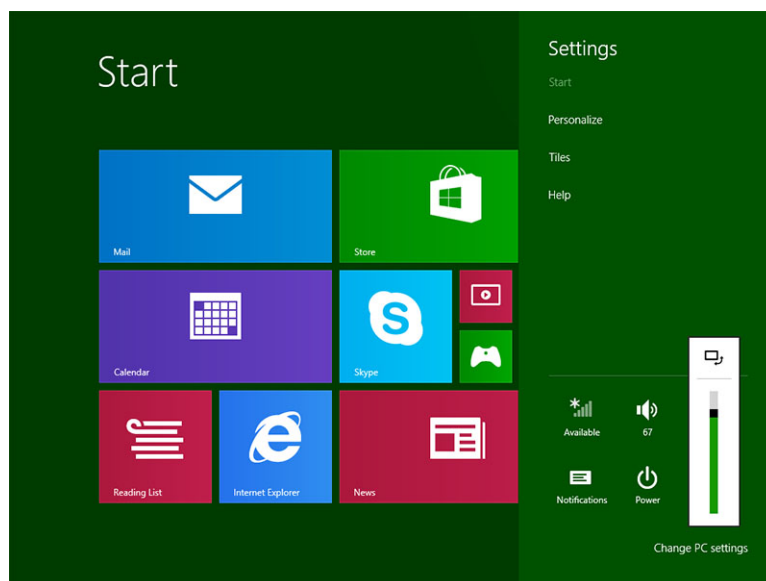 Start
Mail
Store
Calendar
Skype
Reading List
Internet Explorer
News
Settings
Start
Personalize
Tiles
Help
Available
67
Notifications
Power
Change PC settings